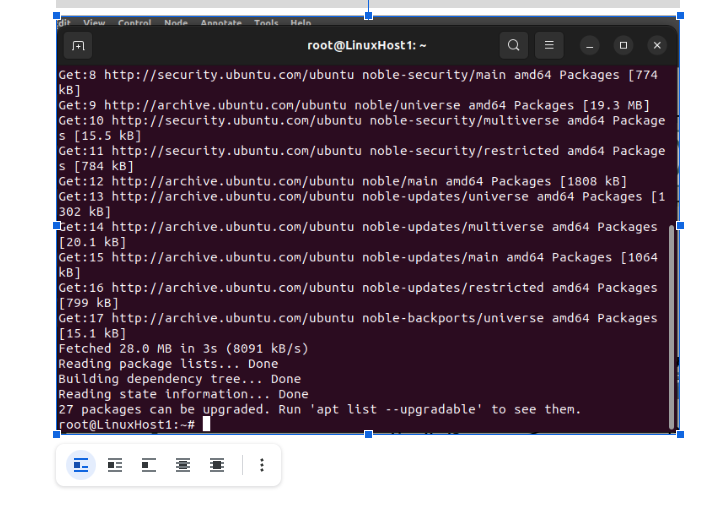 dit View Control Node Annotate Tools Help
root@LinuxHost1: ~
Get:8 http://security.ubuntu.com/ubuntu noble-security/main amd64 Packages [774
kB]
Get:9 http://archive.ubuntu.com/ubuntu noble/universe amd64 Packages [19.3 MB]
Get:10 http://security.ubuntu.com/ubuntu noble-security/multiverse amd64 Package
s [15.5 kB]
Get:11 http://security.ubuntu.com/ubuntu noble-security/restricted amd64 Package
s [784 kB]
Get:12 http://archive.ubuntu.com/ubuntu noble/main amd64 Packages [1808 kB]
Get:13 http://archive.ubuntu.com/ubuntu noble-updates/universe amd64 Packages [1
302 kB]
Get:14 http://archive.ubuntu.com/ubuntu noble-updates/multiverse amd64 Packages
[20.1 kB]
Get:15 http://archive.ubuntu.com/ubuntu noble-updates/main amd64 Packages [1064
kB]
Get:16 http://archive.ubuntu.com/ubuntu noble-updates/restricted amd64 Packages
[799 kB]
Get:17 http://archive.ubuntu.com/ubuntu noble-backports/universe amd64 Packages
[15.1 kB]
Fetched 28.0 MB in 3s (8091 kB/s)
Reading package lists... Done
Building dependency tree... Done
Reading state information... Done
27 packages can be upgraded. Run 'apt list --upgradable' to see them.
root@LinuxHost1:~#